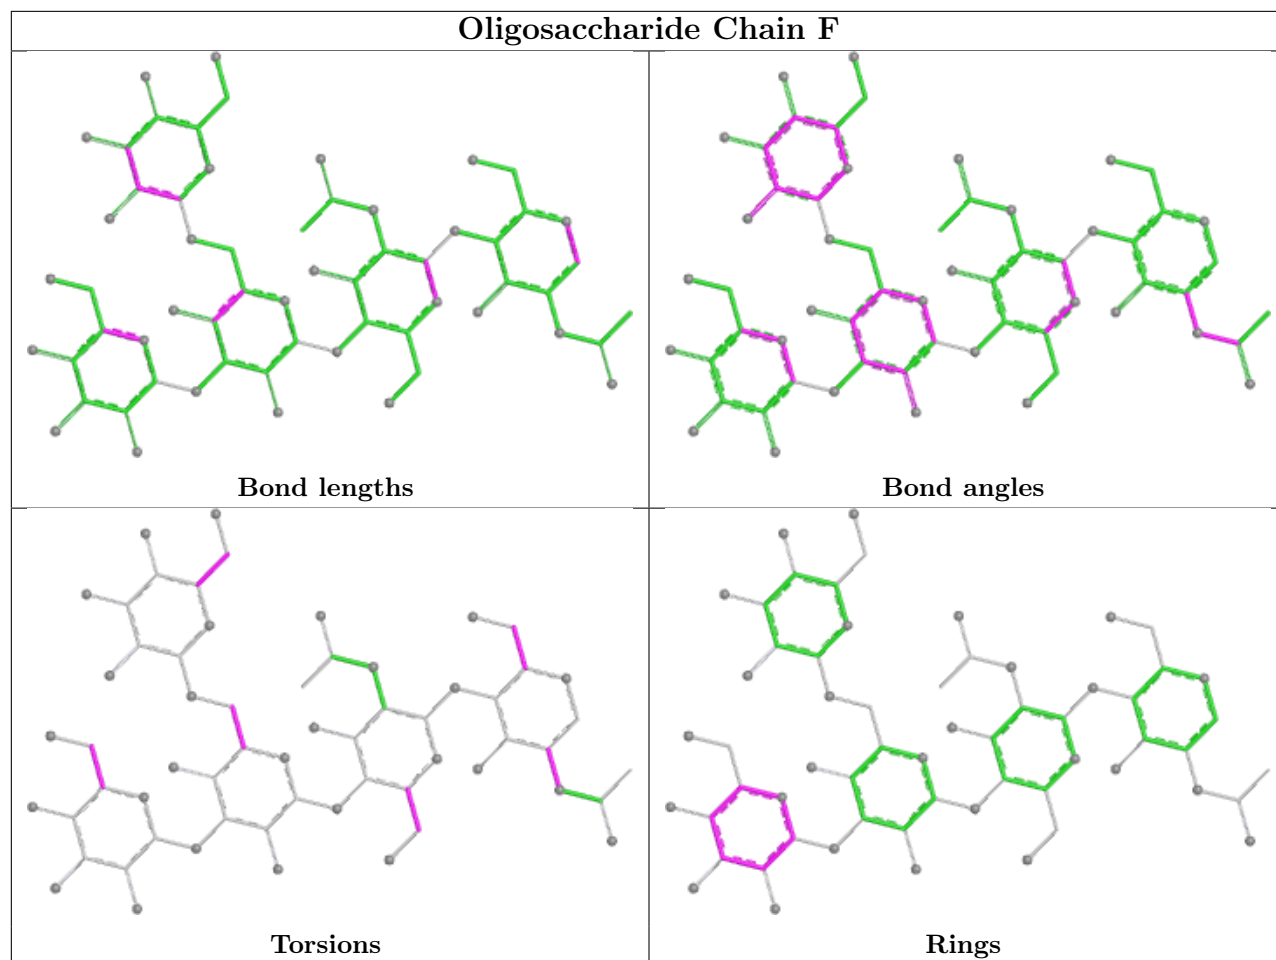 Oligosaccharide Chain F
Bond lengths
Bond angles
Torsions
Rings